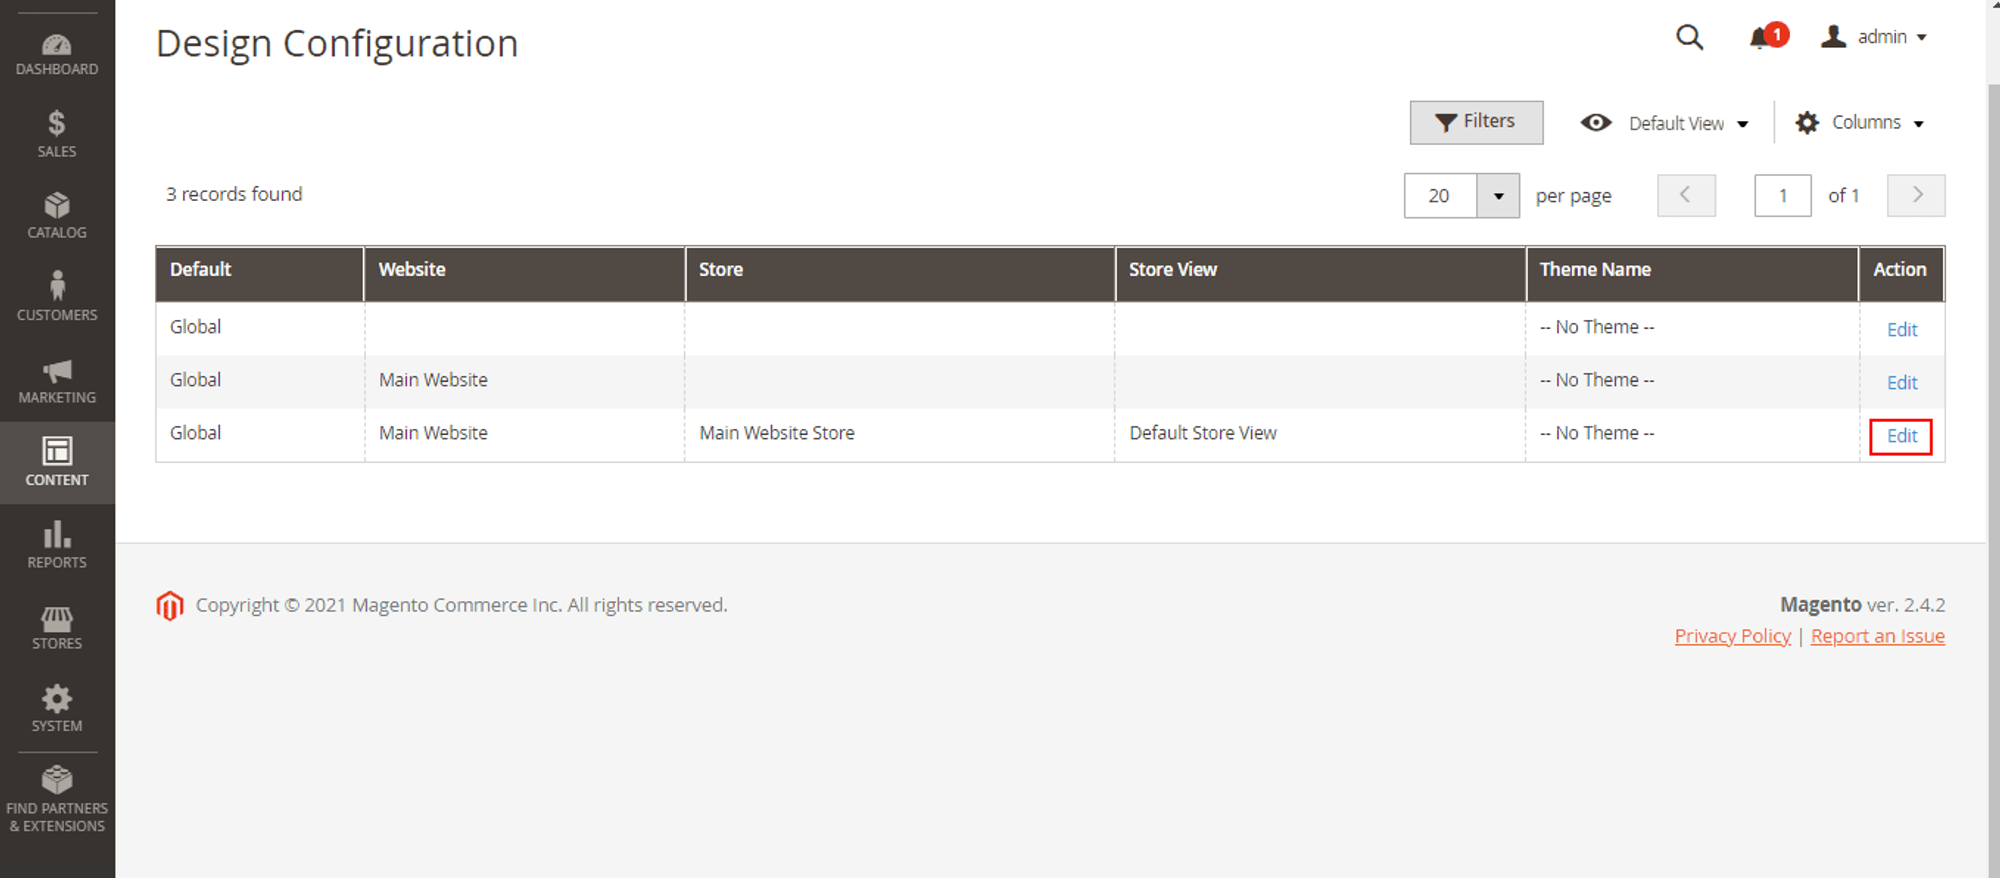 Design Configuration
1
admin
DASHBOARD
SALES
CATALOG
CUSTOMERS
MARKETING
CONTENT
REPORTS
STORES
SYSTEM
FIND PARTNERS
& EXTENSIONS
Filters
Default View
Columns
3 records found
20 per page 1 of 1
Default Website Store Store View Theme Name Action
Global -- No Theme -- Edit
Global Main Website -- No Theme -- Edit
Global Main Website Main Website Store Default Store View -- No Theme -- Edit
Copyright © 2021 Magento Commerce Inc. All rights reserved.
Magento ver. 2.4.2
Privacy Policy | Report an Issue